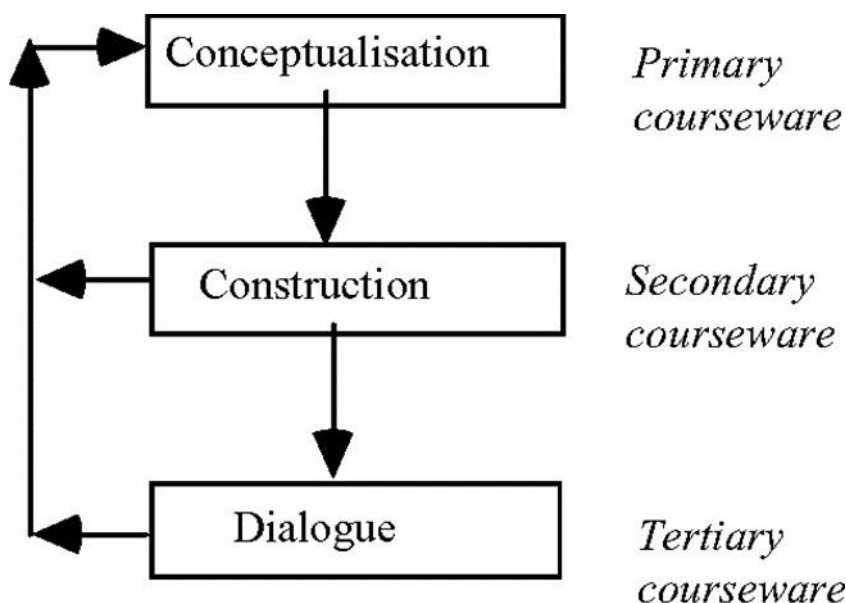 Conceptualisation
Primary
courseware
Construction
Secondary
courseware
Dialogue
Tertiary
courseware